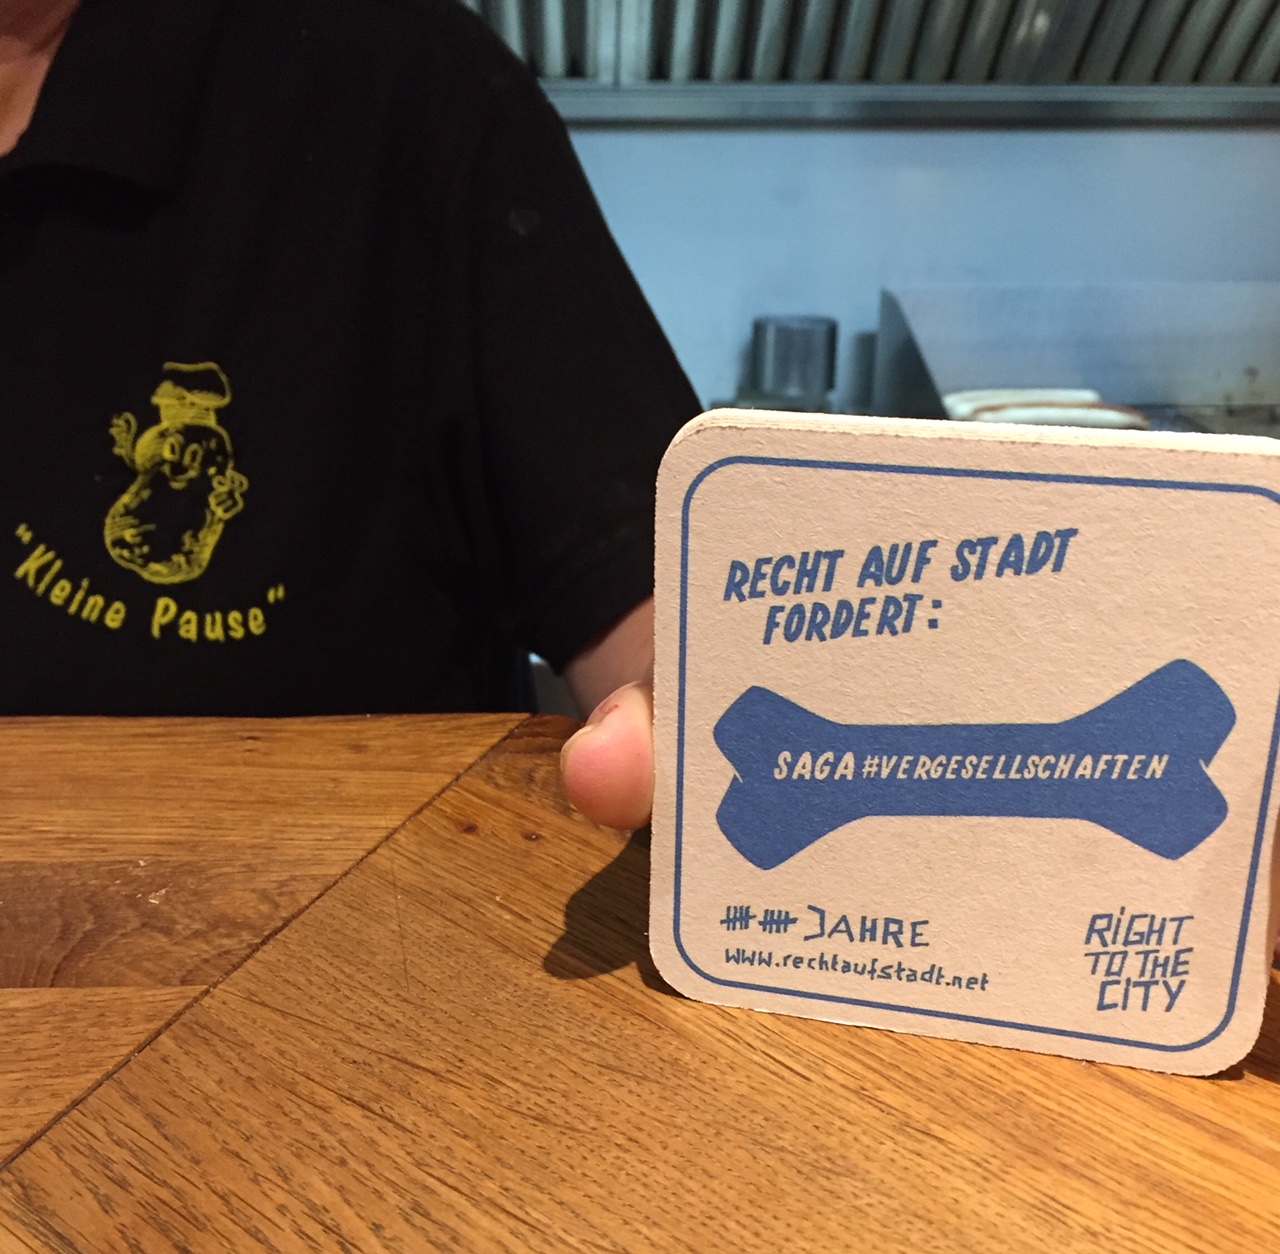 "Kleine Pause"
RECHT AUF STADT
FORDERT:
SAGA #VERGESELLSCHAFTEN
JAHRE
www.rechtaufstadt.net
RIGHT
TO THE
CITY